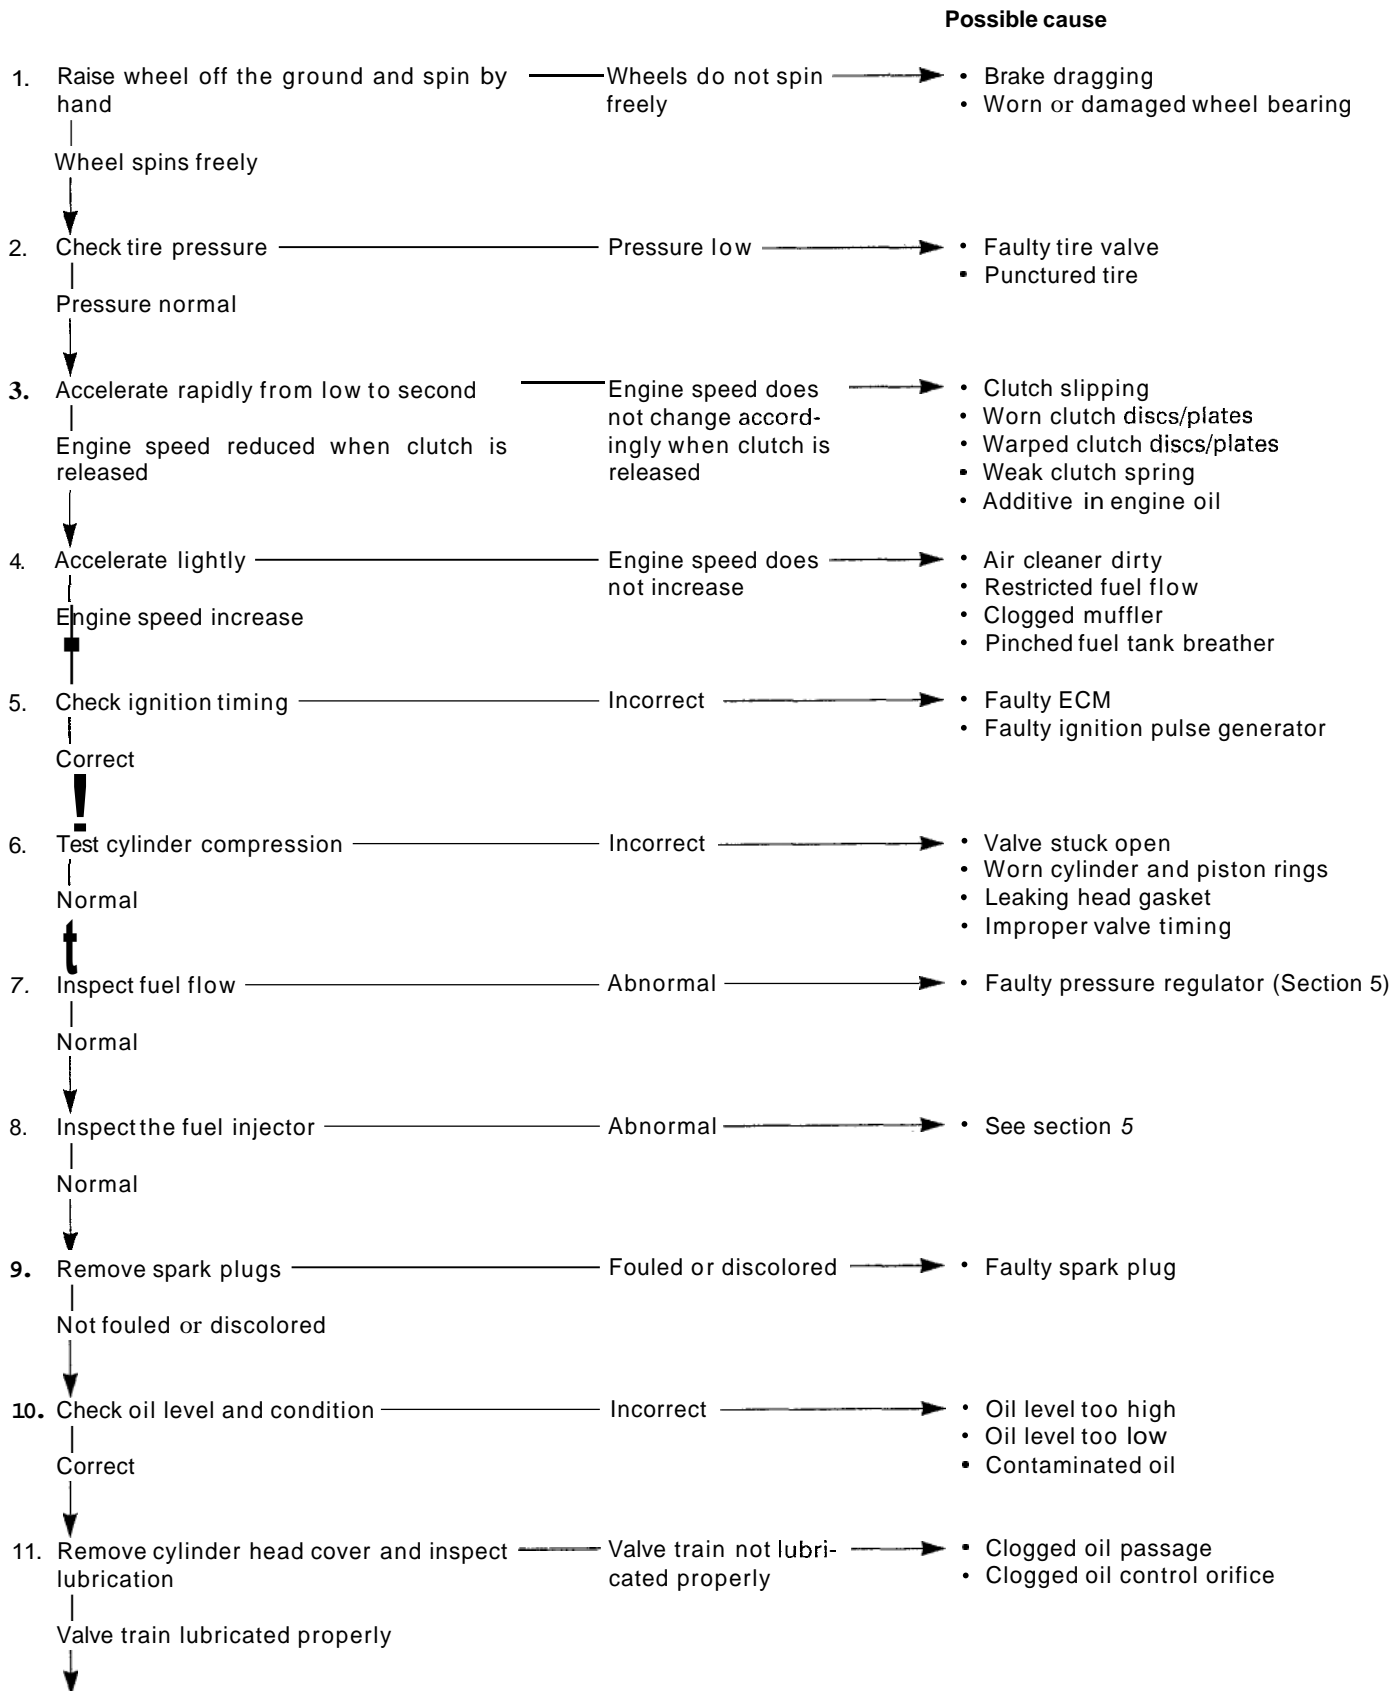 Possible cause
1. Raise wheel off the ground and spin by hand
Wheels do not spin freely
• Brake dragging
• Worn or damaged wheel bearing
Wheel spins freely
2. Check tire pressure
Pressure low
• Faulty tire valve
• Punctured tire
Pressure normal
3. Accelerate rapidly from low to second
Engine speed does
not change accord-
ingly when clutch is
released
• Clutch slipping
• Worn clutch discs/plates
• Warped clutch discs/plates
• Weak clutch spring
• Additive in engine oil
Engine speed reduced when clutch is
released
4. Accelerate lightly
Engine speed does
not increase
• Air cleaner dirty
• Restricted fuel flow
• Clogged muffler
• Pinched fuel tank breather
Engine speed increase
5. Check ignition timing
Incorrect
• Faulty ECM
• Faulty ignition pulse generator
Correct
!
6. Test cylinder compression
Incorrect
• Valve stuck open
• Worn cylinder and piston rings
• Leaking head gasket
• Improper valve timing
Normal
t
7. Inspect fuel flow
Abnormal
• Faulty pressure regulator (Section 5)
Normal
8. Inspect the fuel injector
Abnormal
• See section 5
Normal
9. Remove spark plugs
Fouled or discolored
• Faulty spark plug
Not fouled or discolored
10. Check oil level and condition
Incorrect
• Oil level too high
• Oil level too low
• Contaminated oil
Correct
11. Remove cylinder head cover and inspect
lubrication
Valve train not lubri-
cated properly
• Clogged oil passage
• Clogged oil control orifice
Valve train lubricated properly